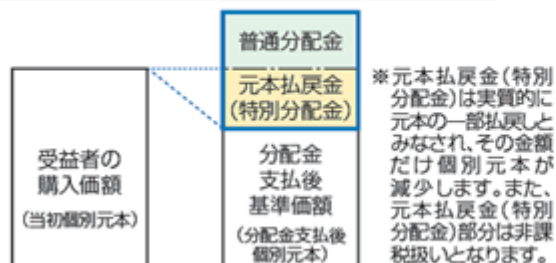 普通分配金
元本払戻金
(特別分配金)
受益者の
購入価額
(当初個別元本)
分配金
支払後
基準価額
(分配金支払後
個別元本)
※元本払戻金(特別
分配金)は実質的に
元本の一部払戻しと
みなされ、その金額
だけ個別元本が
減少します。また、
元本払戻金(特別
分配金)部分は非課
税扱いとなります。